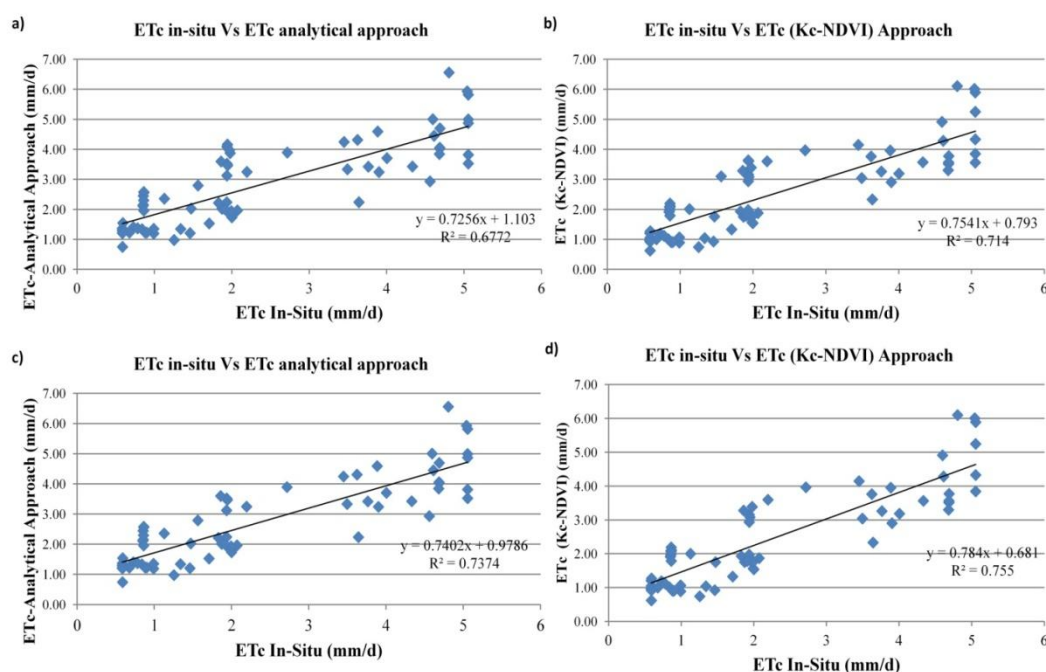 a)
ETc in-situ Vs ETc analytical approach
ETc-Analytical Approach (mm/d)
7.00
6.00
5.00
4.00
3.00
2.00
1.00
0.00
y = 0.7256x + 1.103
R² = 0.6772
0 1 2 3 4 5 6
ETc In-Situ (mm/d)
b)
ETc in-situ Vs ETc (Kc-NDVI) Approach
ETc (Kc-NDVI) (mm/d)
7.00
6.00
5.00
4.00
3.00
2.00
1.00
0.00
y = 0.7541x + 0.793
R² = 0.714
0 1 2 3 4 5 6
ETc In-Situ (mm/d)
c)
ETc in-situ Vs ETc analytical approach
ETc-Analytical Approach (mm/d)
7.00
6.00
5.00
4.00
3.00
2.00
1.00
0.00
y = 0.7402x + 0.9786
R² = 0.7374
0 1 2 3 4 5 6
ETc In-Situ (mm/d)
d)
ETc in-situ Vs ETc (Kc-NDVI) Approach
ETc (Kc-NDVI) (mm/d)
7.00
6.00
5.00
4.00
3.00
2.00
1.00
0.00
y = 0.784x + 0.681
R² = 0.755
0 1 2 3 4 5 6
ETc In-Situ (mm/d)